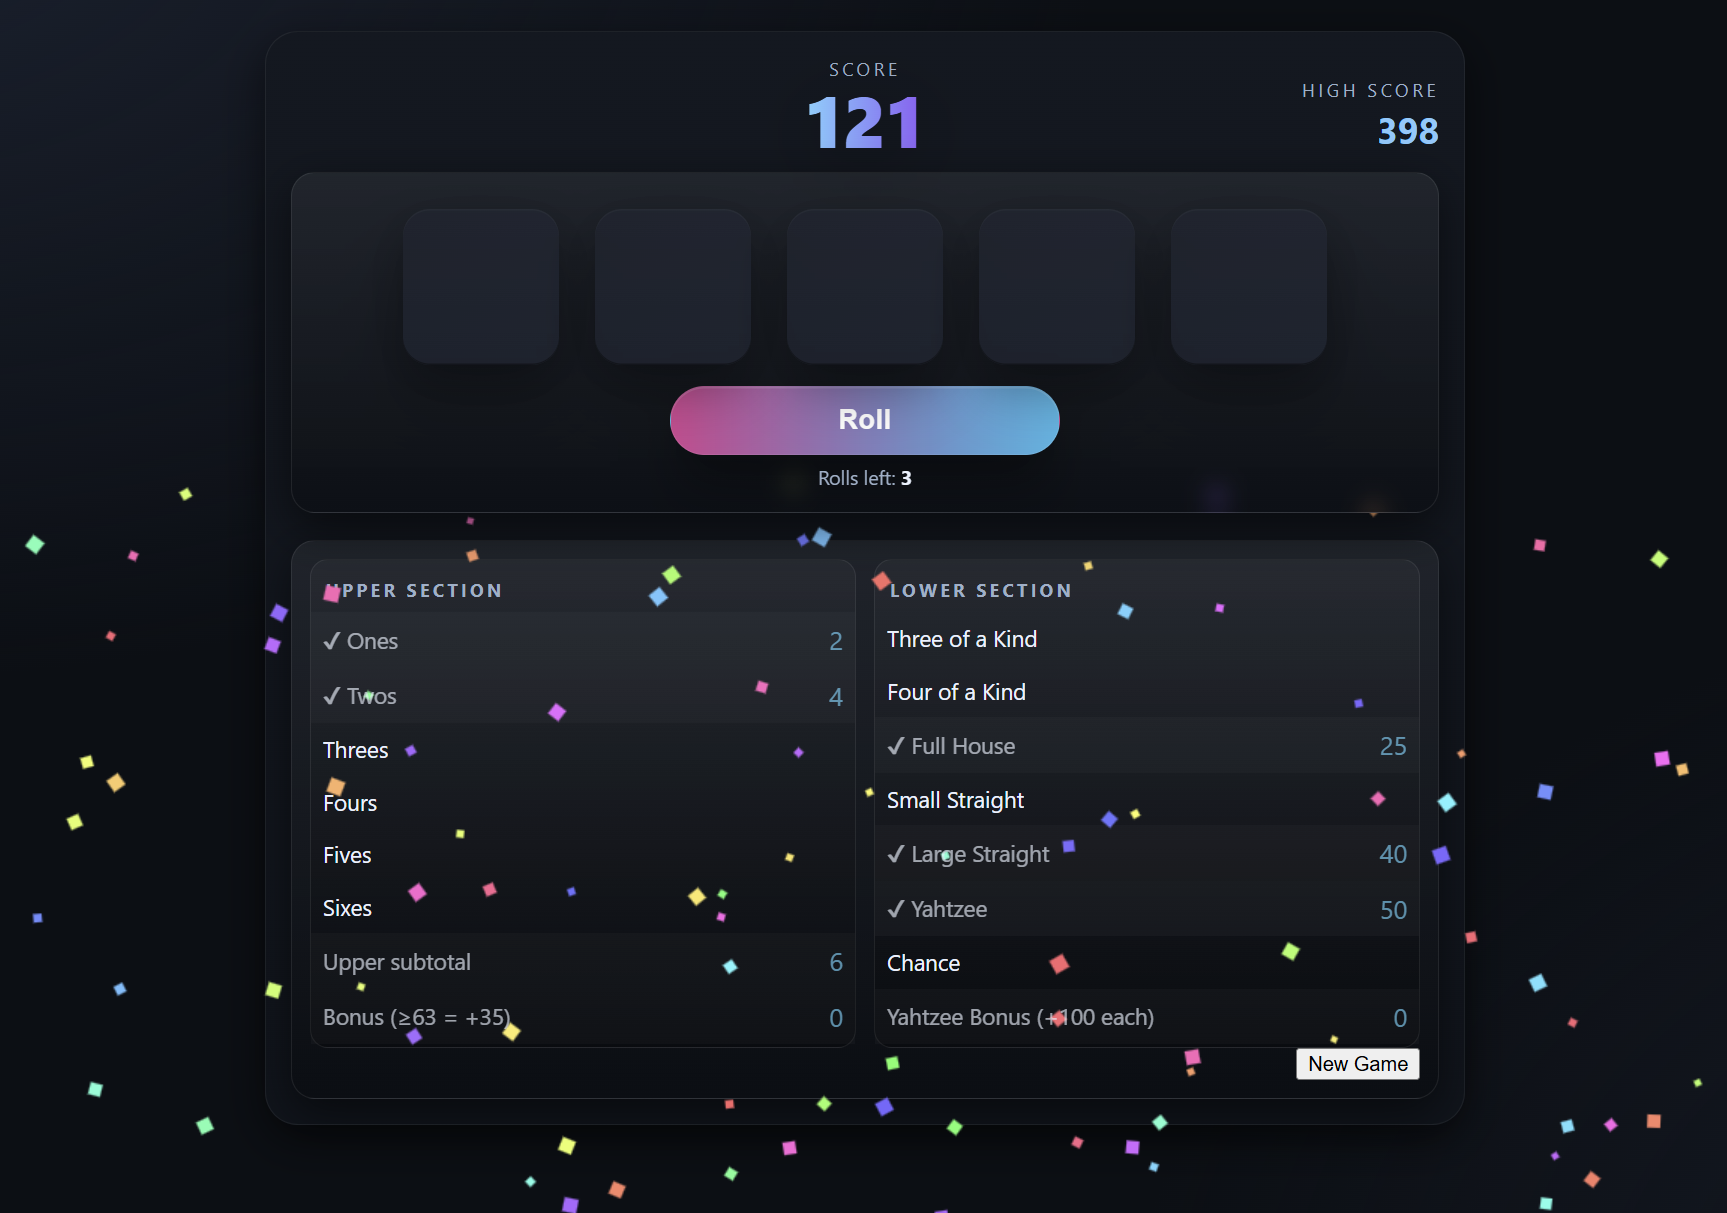 SCORE
121
HIGH SCORE
398
Roll
Rolls left: 3
UPPER SECTION
✓ Ones 2
✓ Twos 4
Threes
Fours
Fives
Sixes
Upper subtotal 6
Bonus (≥63 = +35) 0
LOWER SECTION
Three of a Kind
Four of a Kind
✓ Full House 25
Small Straight
✓ Large Straight 40
✓ Yahtzee 50
Chance
Yahtzee Bonus (+100 each) 0
New Game